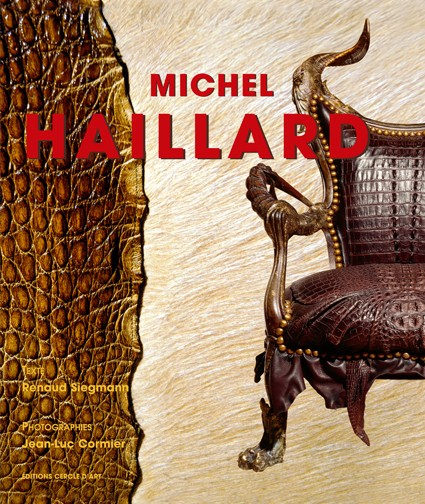 MICHEL
HAILLARD
TEXTE
Renaud Siegmann
PHOTOGRAPHIES
Jean-Luc Cormier
EDITIONS CERCLE D'ART